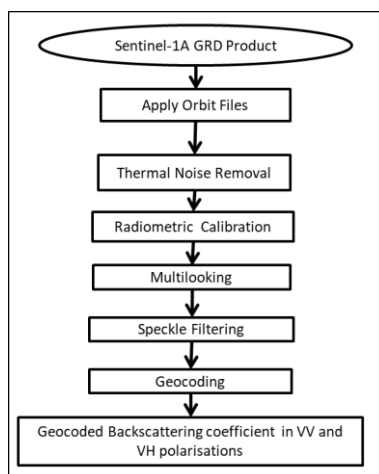 Sentinel-1A GRD Product
Apply Orbit Files
Thermal Noise Removal
Radiometric Calibration
Multilooking
Speckle Filtering
Geocoding
Geocoded Backscattering coefficient in VV and
VH polarisations